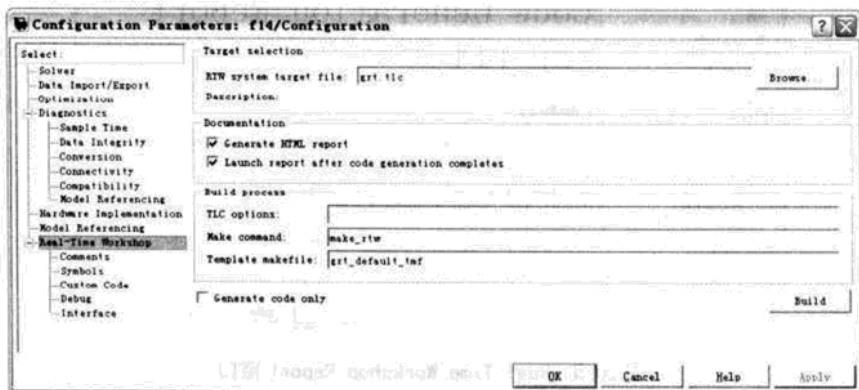 Configuration Parameters: f14/Configuration
Select:
Solver
Data Import/Export
Optimization
Diagnostics
Sample Time
Data Integrity
Conversion
Connectivity
Compatibility
Model Referencing
Hardware Implementation
Model Referencing
Real-Time Workshop
Comments
Symbols
Custom Code
Debug
Interface
Target selection
RTW system target file: grt.tlc
Browse...
Description:
Documentation
Generate HTML report
Launch report after code generation completes
Build process
TLC options:
Make command: make_rtw
Template makefile: grt_default_tmf
Generate code only
Build
OK
Cancel
Help
Apply